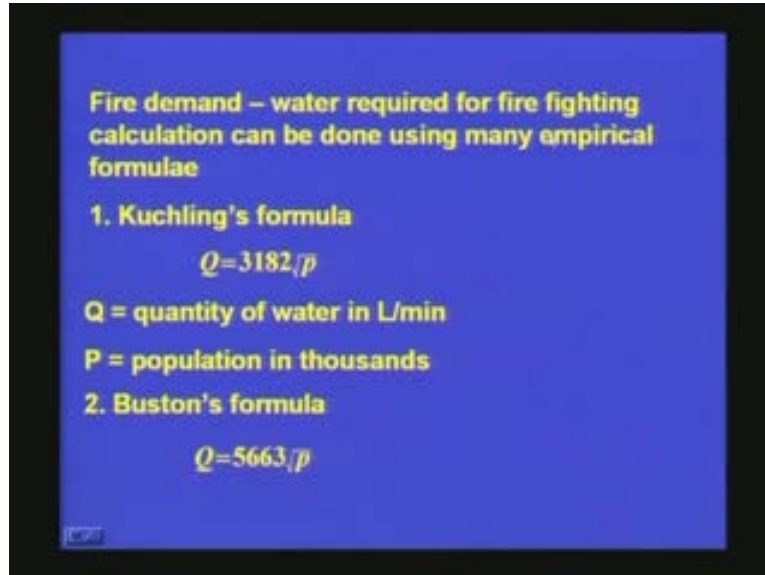 Fire demand – water required for fire fighting
calculation can be done using many empirical
formulae
1. Kuchling's formula
Q=3182√p
Q = quantity of water in L/min
P = population in thousands
2. Buston's formula
Q=5663√p